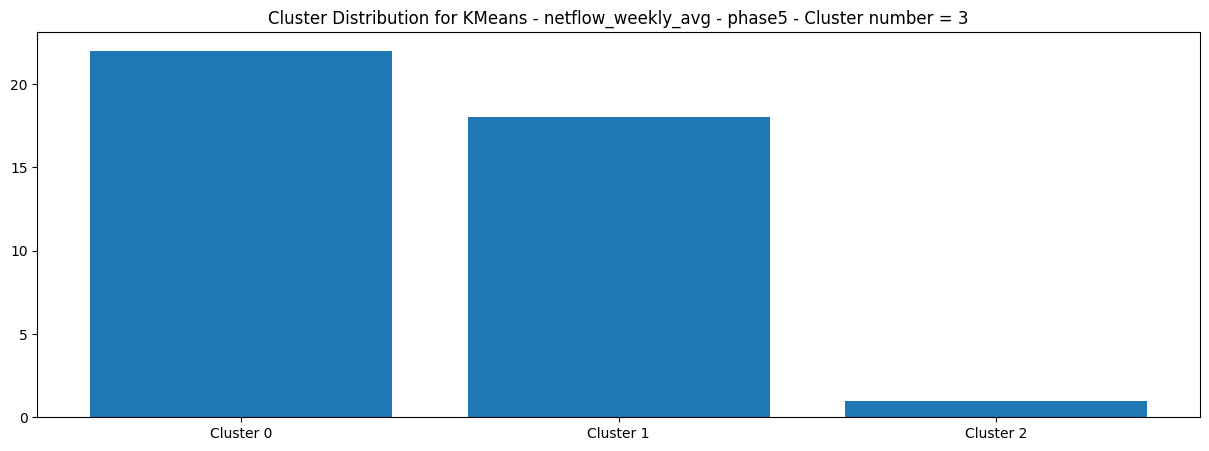 Cluster Distribution for KMeans - netflow_weekly_avg - phase5 - Cluster number = 3
20
15
10
5
0
Cluster 0 Cluster 1 Cluster 2